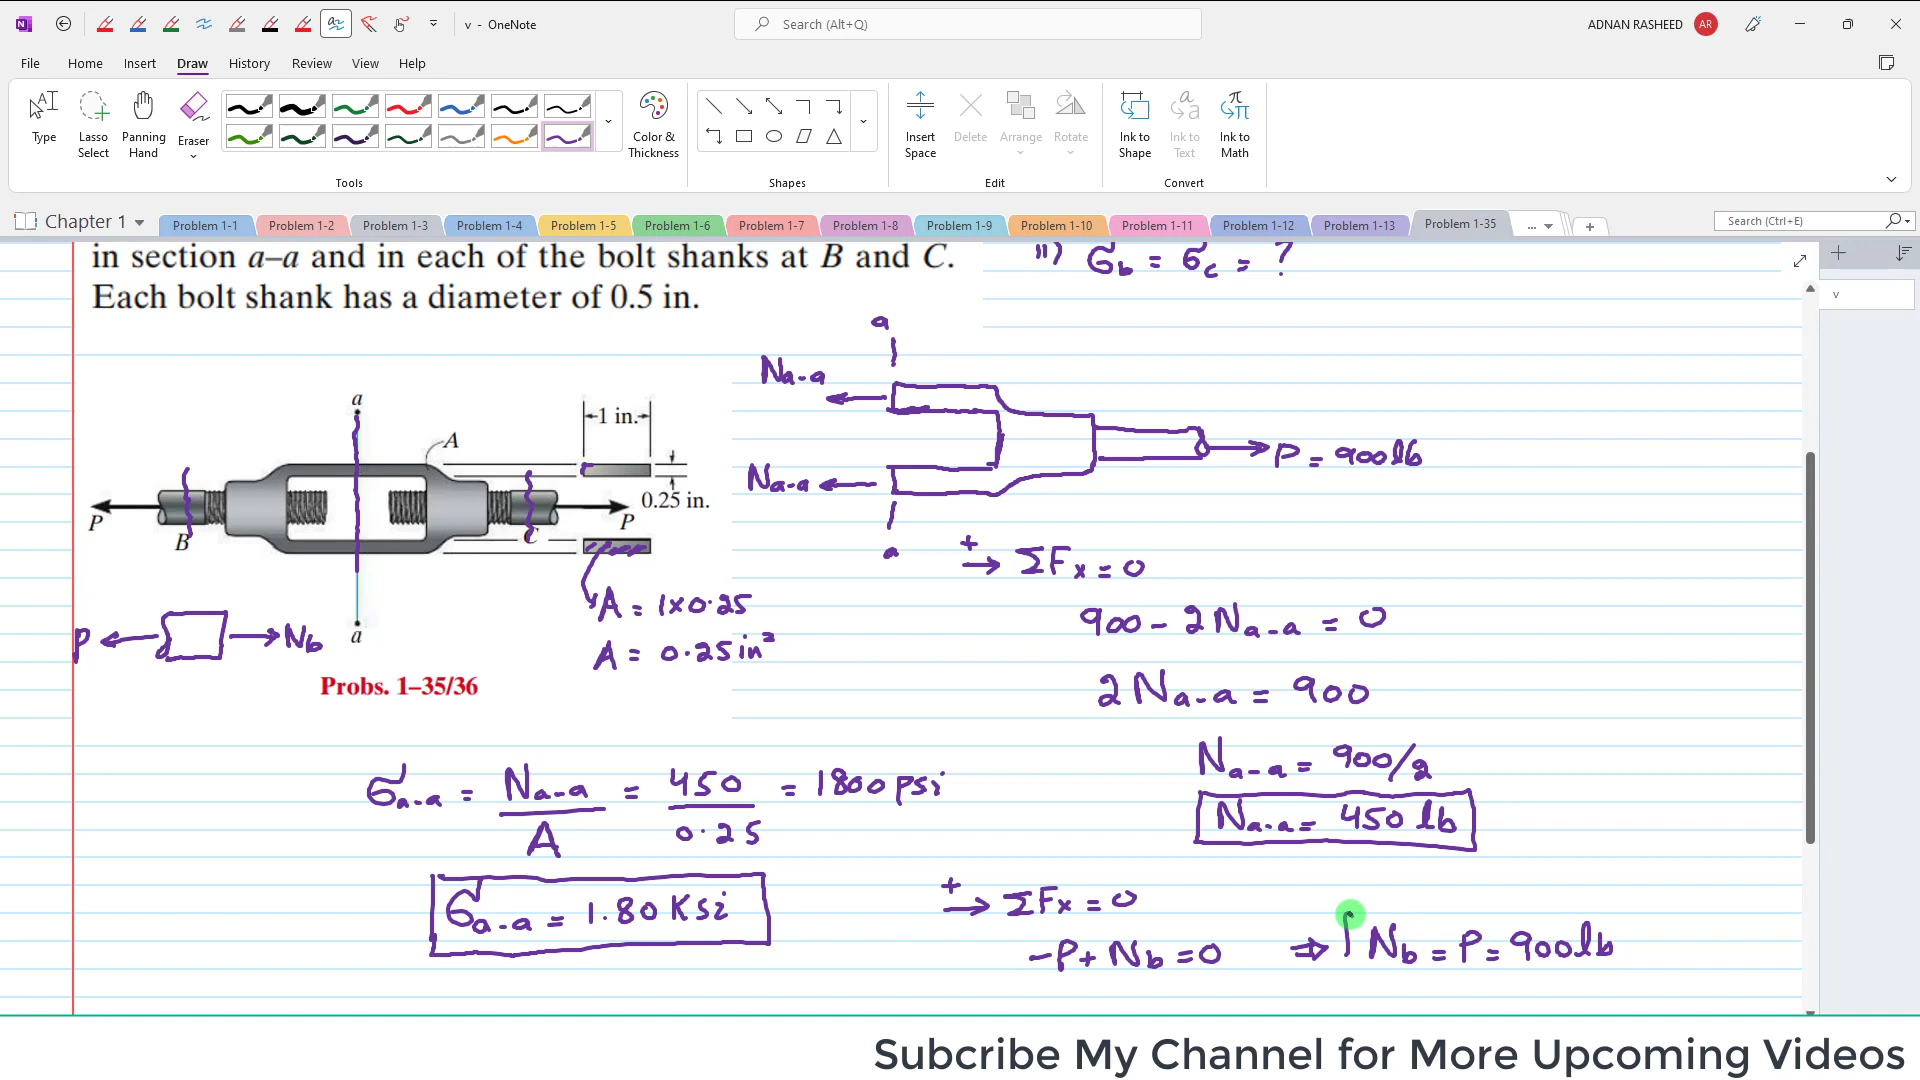 v - OneNote
Search (Alt+Q)
ADNAN RASHEED
AR
File Home Insert Draw History Review View Help
Type
Lasso Select
Panning Hand
Eraser
Color & Thickness
Insert Space
Delete
Arrange
Rotate
Ink to Shape
Ink to Text
Ink to Math
Tools
Shapes
Edit
Convert
Chapter 1
Problem 1-1 Problem 1-2 Problem 1-3 Problem 1-4 Problem 1-5 Problem 1-6 Problem 1-7 Problem 1-8 Problem 1-9 Problem 1-10 Problem 1-11 Problem 1-12 Problem 1-13 Problem 1-35 ...
Search (Ctrl+E)
v
in section a–a and in each of the bolt shanks at B and C.
Each bolt shank has a diameter of 0.5 in.
ii) σb = σc = ?
a
Na-a
P = 900lb
Na-a
a
a
A
1 in.
0.25 in.
P
B
C
P
a
A = 1x0.25
A = 0.25in²
P
Nb
Probs. 1–35/36
+→ ΣFx = 0
900 - 2Na-a = 0
2Na-a = 900
Na-a = 900/2
Na-a = 450 lb
σa-a = Na-a / A = 450 / 0.25 = 1800 psi
σa-a = 1.80 Ksi
+→ ΣFx = 0
-P + Nb = 0 ⇒ Nb = P = 900lb
Subcribe My Channel for More Upcoming Videos